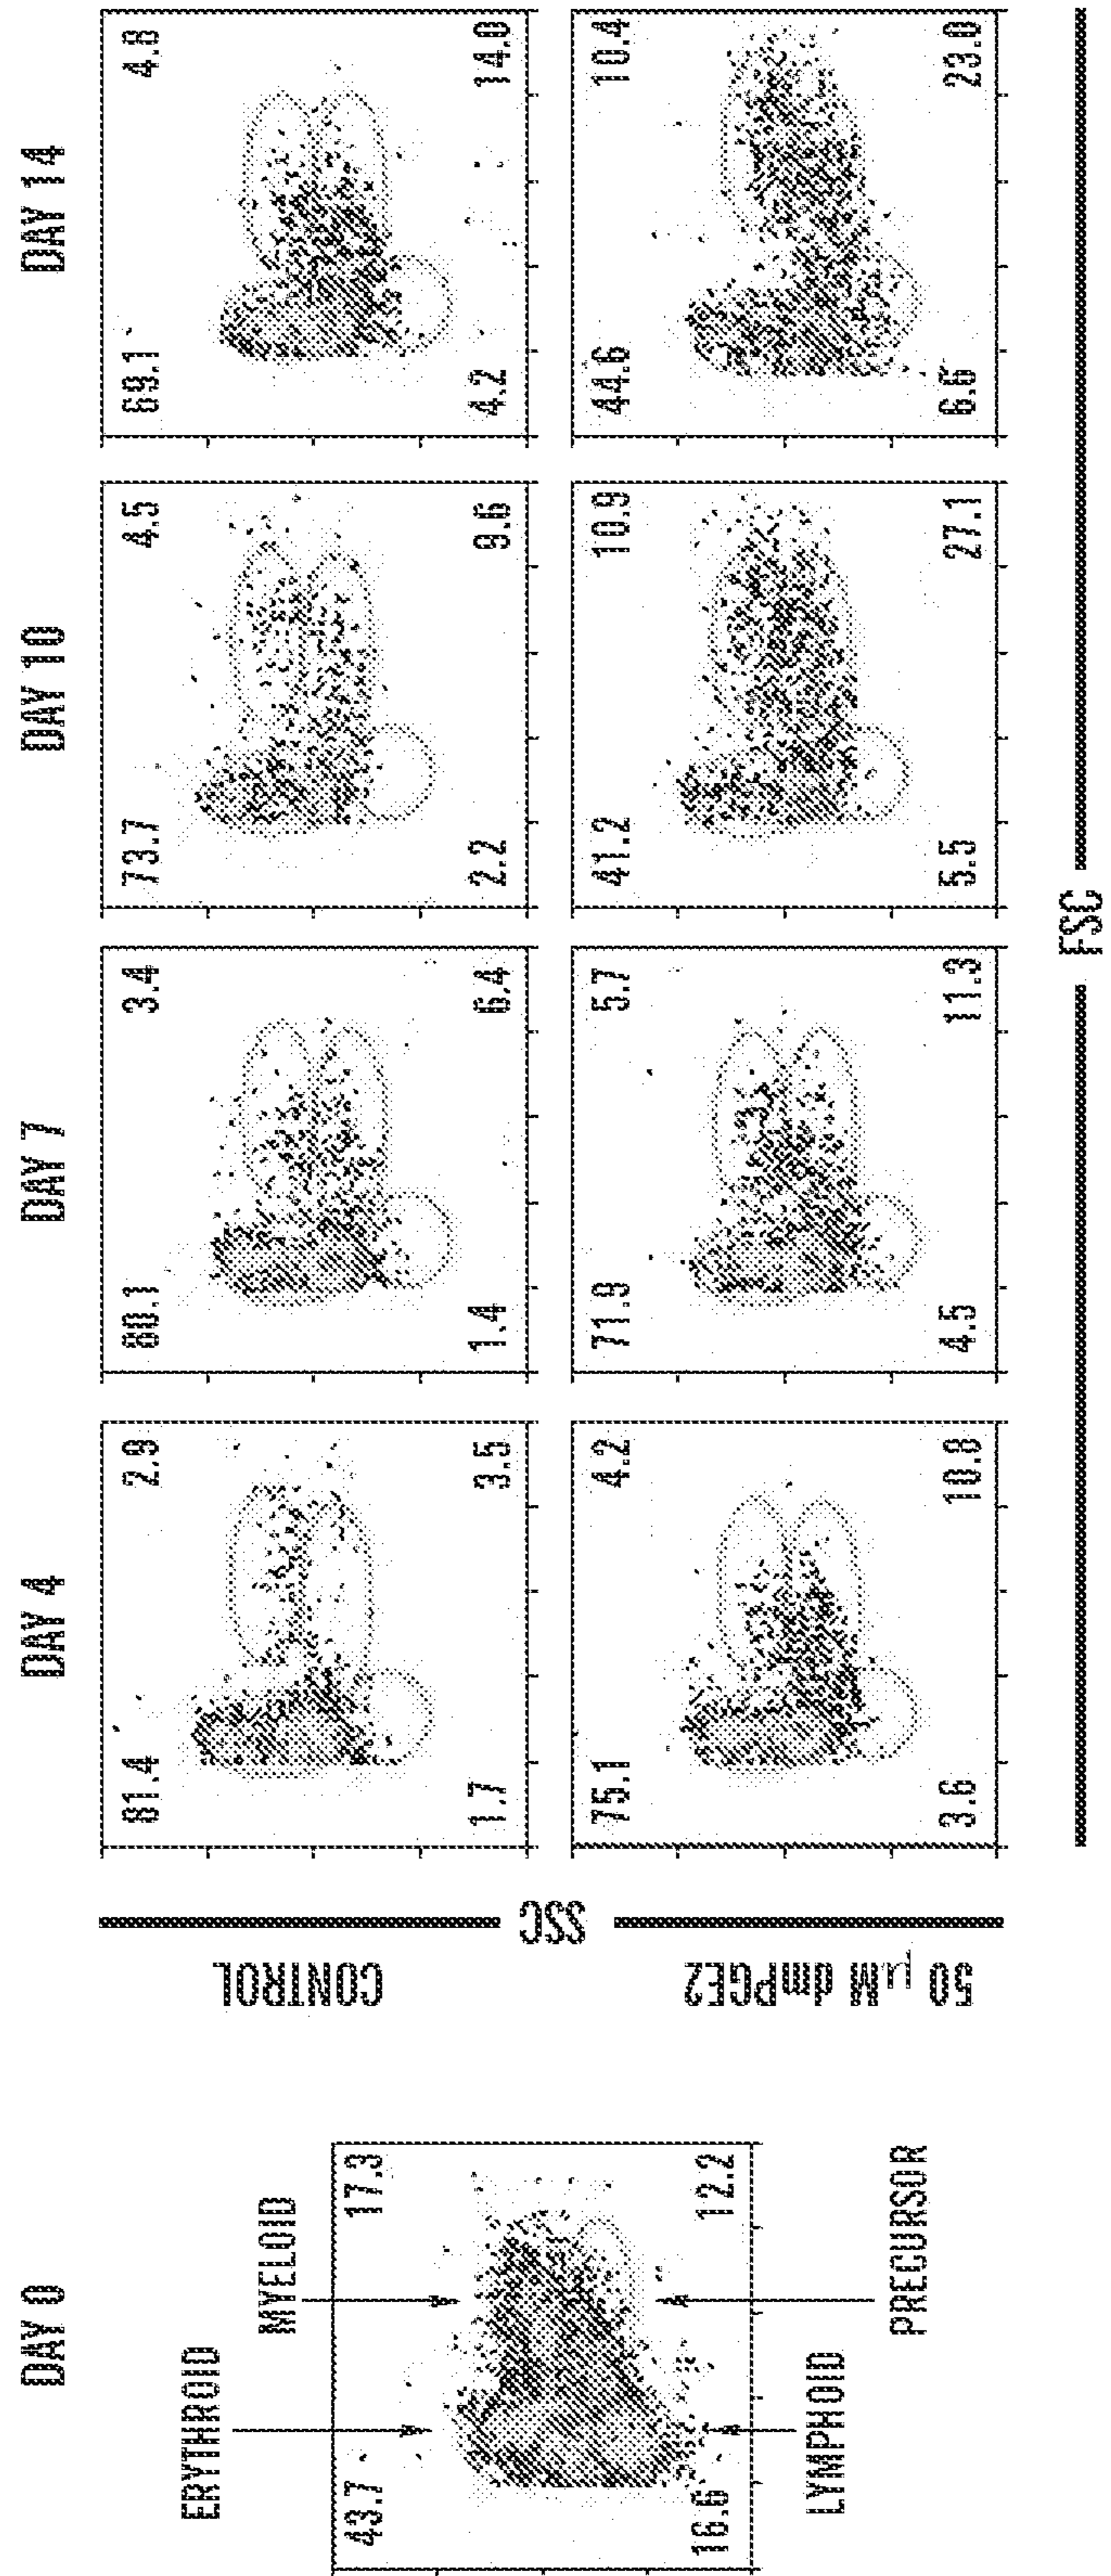 DAY 0
DAY 4
DAY 7
DAY 10
DAY 14
ERYTHROID
MYELOID
43.7 17.3
16.6 12.2
LYMPHOID
PRECURSOR
CONTROL
81.4 2.9
1.7 3.5
80.1 3.4
1.4 6.4
73.7 4.5
2.2 9.6
4.8
4.2 14.0
SSC
50 μM dmPGE2
75.1 4.2
3.6 10.8
71.9 5.7
4.5 11.3
41.2 10.9
5.5 27.1
44.6 10.4
6.6 23.0
FSC